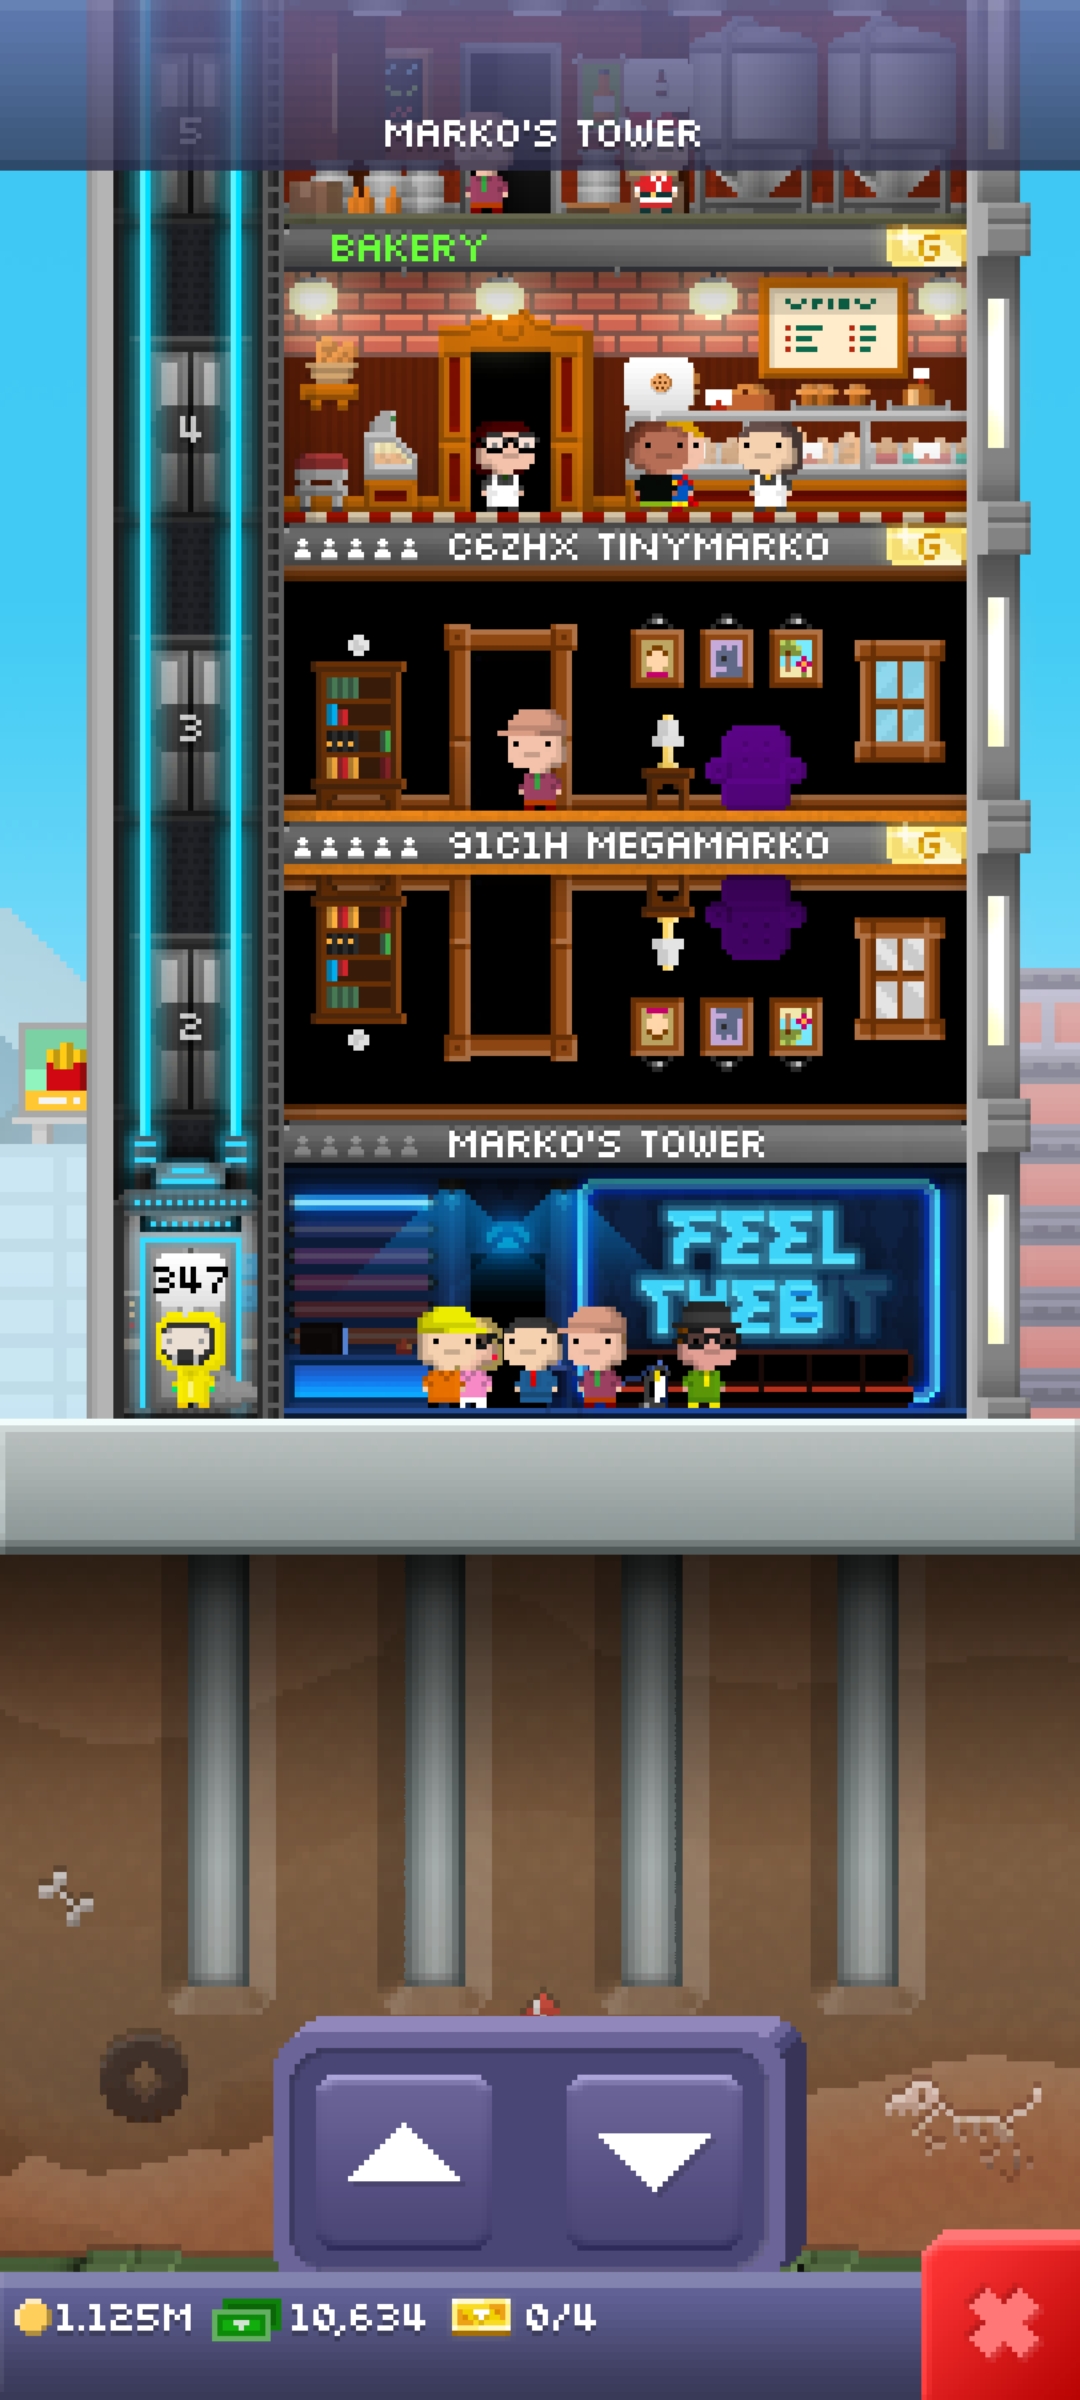 MARKO'S TOWER
5
BAKERY G
MENU
4
C6ZHX TINYMARKO G
3
91C1H MEGAMARKO G
2
MARKO'S TOWER
FEEL
THE BIT
347
1.125M 10,634 0/4